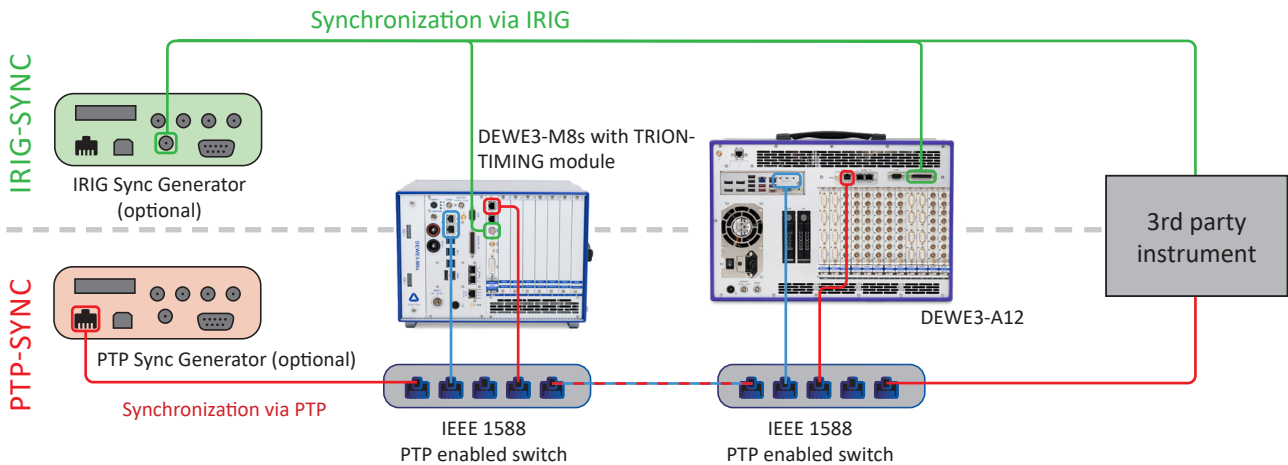 Synchronization via IRIG
IRIG-SYNC
IRIG Sync Generator
(optional)
DEWE3-M8s with TRION-
TIMING module
DEWE3-M8s
3rd party
instrument
DEWE3-A12
PTP-SYNC
PTP Sync Generator (optional)
Synchronization via PTP
IEEE 1588
PTP enabled switch
IEEE 1588
PTP enabled switch